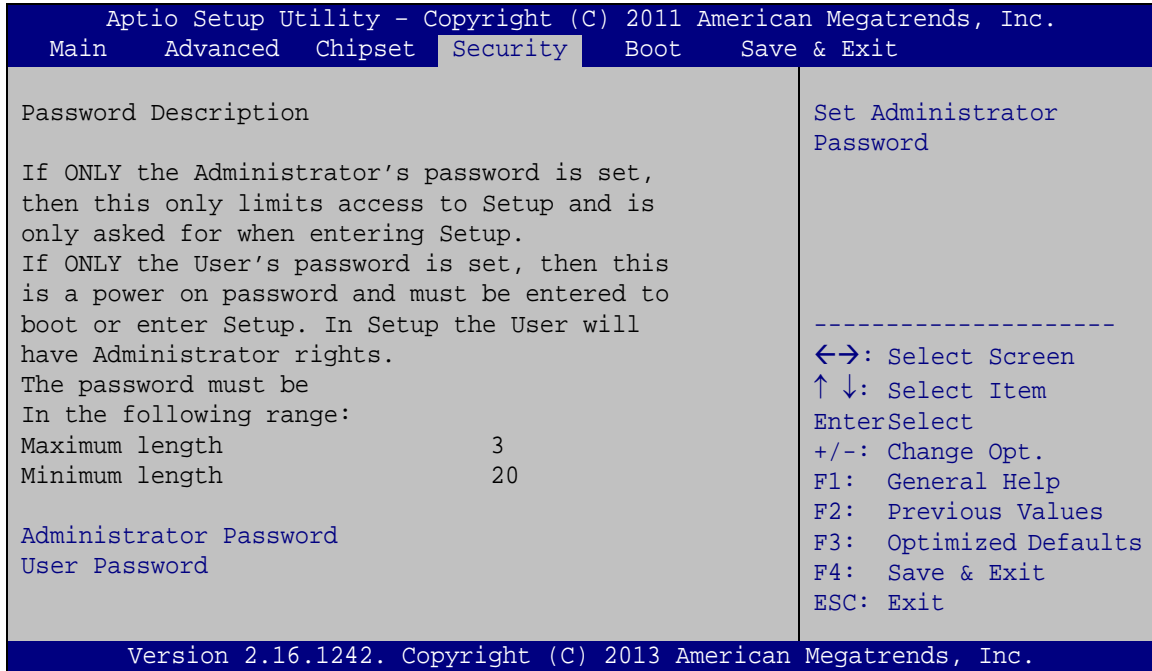 Aptio Setup Utility – Copyright (C) 2011 American Megatrends, Inc.
Main Advanced Chipset Security Boot Save & Exit
Password Description
If ONLY the Administrator’s password is set,
then this only limits access to Setup and is
only asked for when entering Setup.
If ONLY the User’s password is set, then this
is a power on password and must be entered to
boot or enter Setup. In Setup the User will
have Administrator rights.
The password must be
In the following range:
Maximum length 3
Minimum length 20
Administrator Password
User Password
Set Administrator
Password
---------------------
←→: Select Screen
↑ ↓: Select Item
EnterSelect
+/-: Change Opt.
F1: General Help
F2: Previous Values
F3: Optimized Defaults
F4: Save & Exit
ESC: Exit
Version 2.16.1242. Copyright (C) 2013 American Megatrends, Inc.